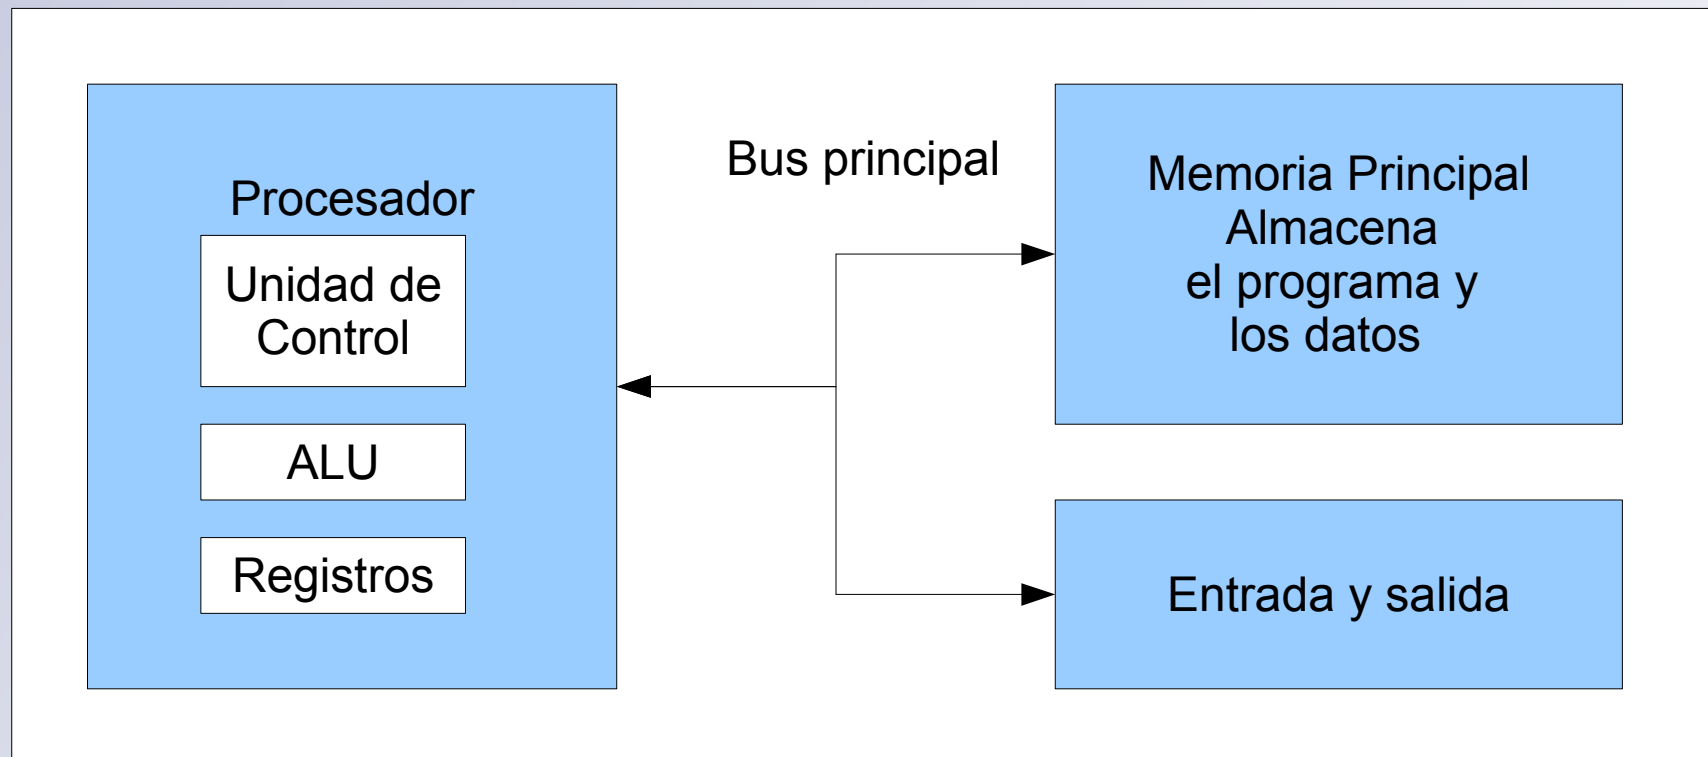 Procesador
Unidad de
Control
ALU
Registros
Bus principal
Memoria Principal
Almacena
el programa y
los datos
Entrada y salida